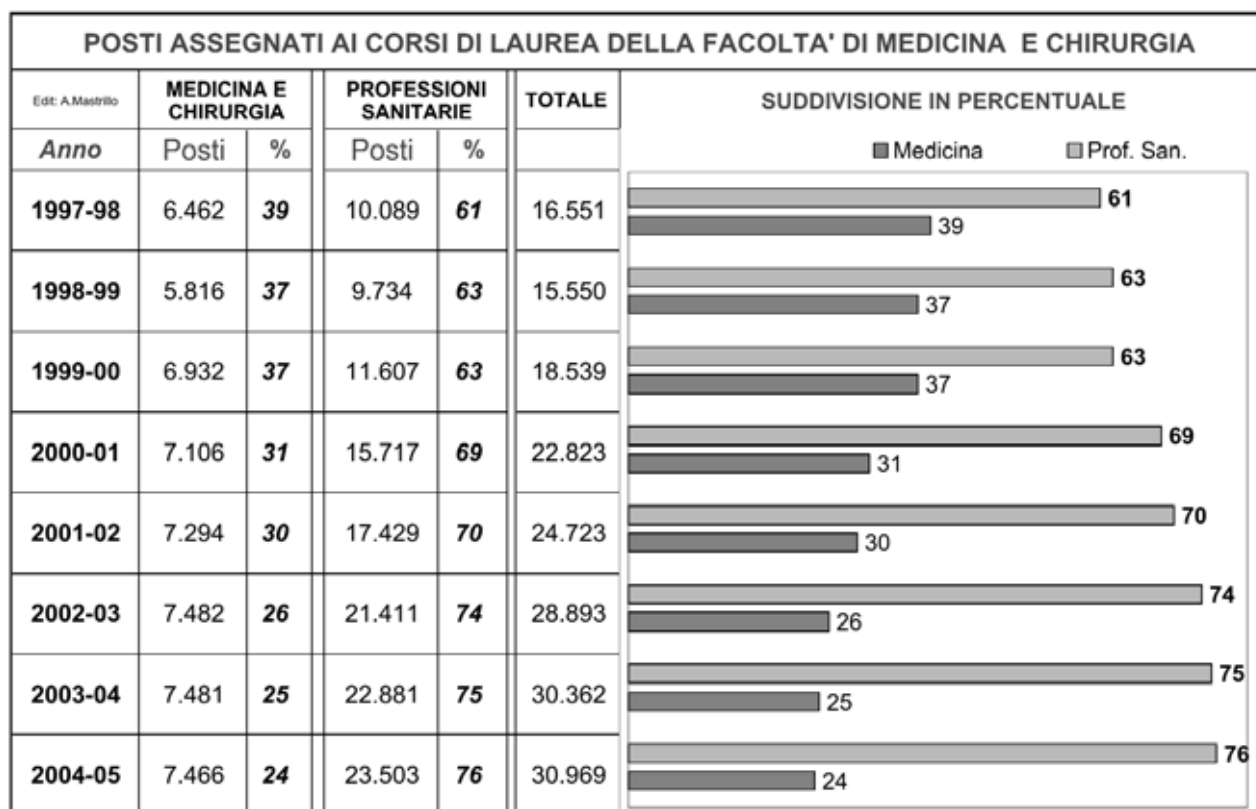 POSTI ASSEGNATI AI CORSI DI LAUREA DELLA FACOLTA' DI MEDICINA E CHIRURGIA
Edit: A.Mastrillo
MEDICINA E
CHIRURGIA
PROFESSIONI
SANITARIE
TOTALE
SUDDIVISIONE IN PERCENTUALE
Anno Posti % Posti %
Medicina Prof. San.
1997-98 6.462 39 10.089 61 16.551
61
39
1998-99 5.816 37 9.734 63 15.550
63
37
1999-00 6.932 37 11.607 63 18.539
63
37
2000-01 7.106 31 15.717 69 22.823
69
31
2001-02 7.294 30 17.429 70 24.723
70
30
2002-03 7.482 26 21.411 74 28.893
74
26
2003-04 7.481 25 22.881 75 30.362
75
25
2004-05 7.466 24 23.503 76 30.969
76
24